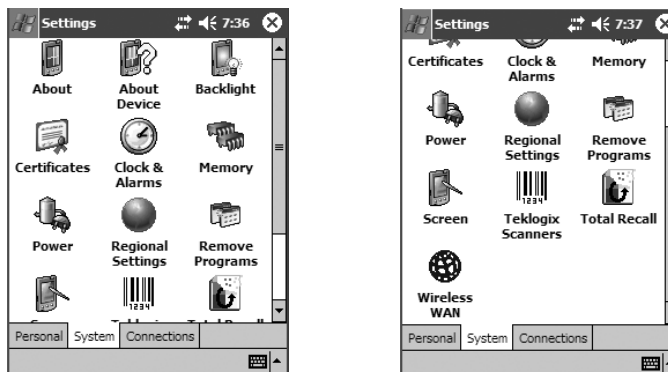 Settings 7:36
About About Device Backlight
Certificates Clock & Alarms Memory
Power Regional Settings Remove Programs
1234
Personal System Connections
Settings 7:37
Certificates Clock & Alarms Memory
Power Regional Settings Remove Programs
1234
Screen Teklogix Scanners Total Recall
Wireless WAN
Personal System Connections